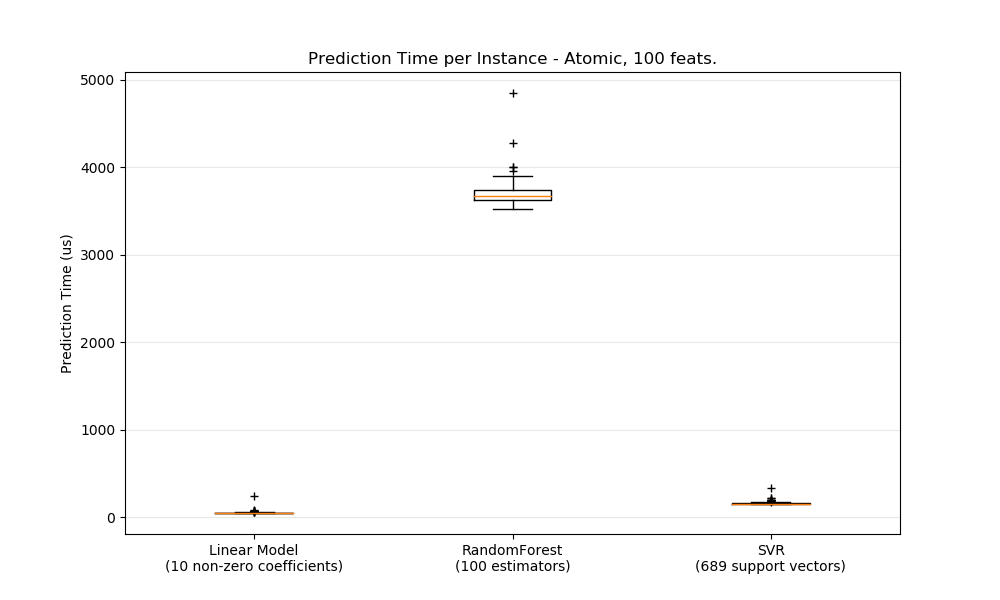 Prediction Time per Instance - Atomic, 100 feats.
Prediction Time (us)
5000
4000
3000
2000
1000
0
Linear Model
(10 non-zero coefficients)
RandomForest
(100 estimators)
SVR
(689 support vectors)